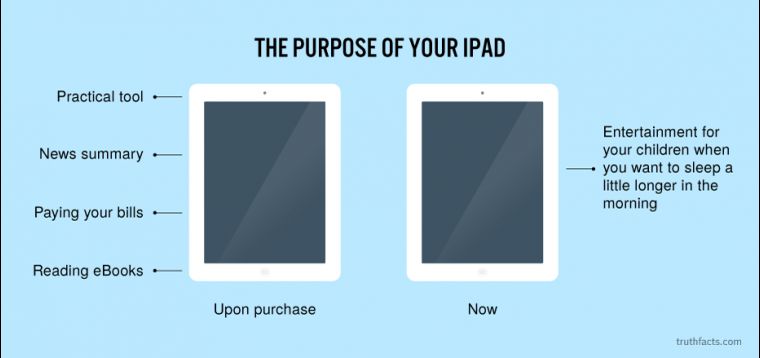 THE PURPOSE OF YOUR IPAD
Practical tool
News summary
Paying your bills
Reading eBooks
Upon purchase
Entertainment for
your children when
you want to sleep a
little longer in the
morning
Now
truthfacts.com